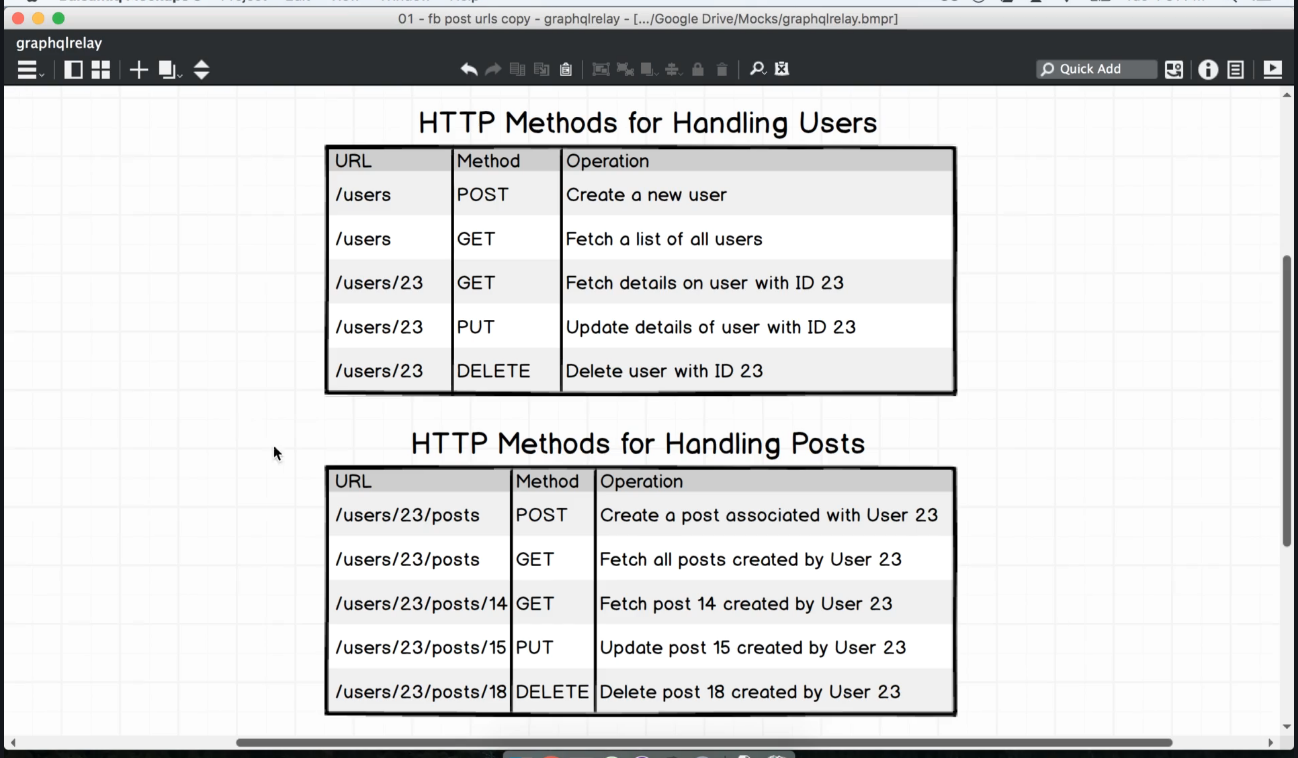 01 - fb post urls copy - graphqlrelay - [.../Google Drive/Mocks/graphqlrelay.bmpr]
graphqlrelay
Quick Add
HTTP Methods for Handling Users
URL Method Operation
/users POST Create a new user
/users GET Fetch a list of all users
/users/23 GET Fetch details on user with ID 23
/users/23 PUT Update details of user with ID 23
/users/23 DELETE Delete user with ID 23
HTTP Methods for Handling Posts
URL Method Operation
/users/23/posts POST Create a post associated with User 23
/users/23/posts GET Fetch all posts created by User 23
/users/23/posts/14 GET Fetch post 14 created by User 23
/users/23/posts/15 PUT Update post 15 created by User 23
/users/23/posts/18 DELETE Delete post 18 created by User 23